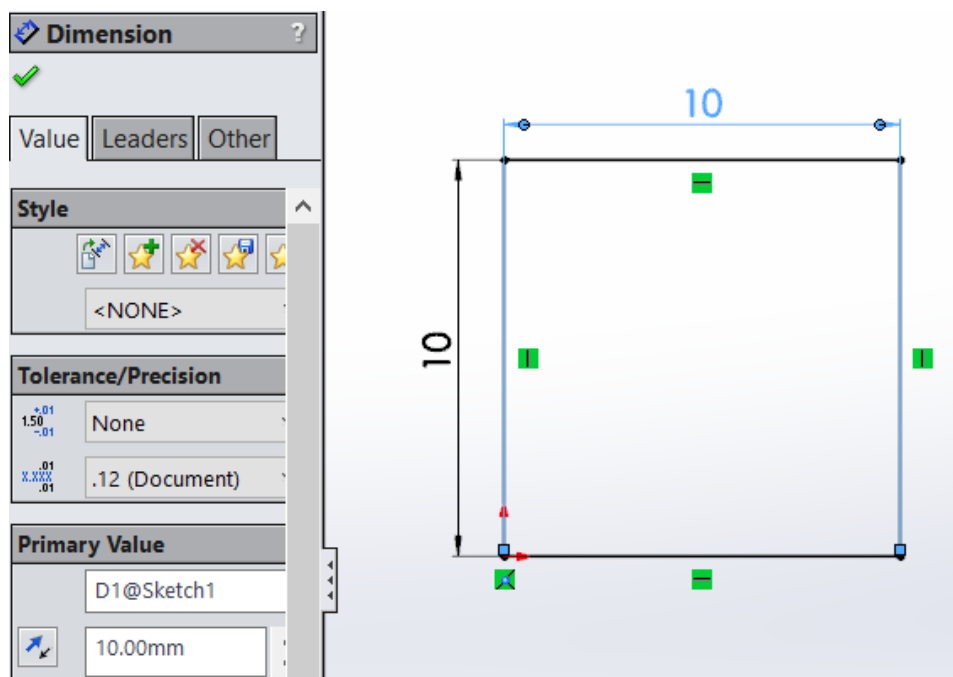 Dimension ?
Value Leaders Other
Style
<NONE>
Tolerance/Precision
+.01
1.50
-.01
None
.01
X.XXX
.01
.12 (Document)
Primary Value
D1@Sketch1
10.00mm
10
10